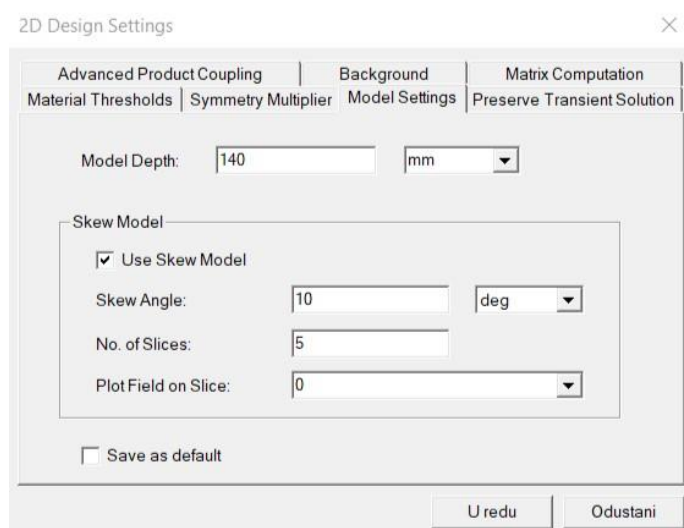 2D Design Settings
Advanced Product Coupling
Background
Matrix Computation
Material Thresholds
Symmetry Multiplier
Model Settings
Preserve Transient Solution
Model Depth:
140
mm
Skew Model
Use Skew Model
Skew Angle:
10
deg
No. of Slices:
5
Plot Field on Slice:
0
Save as default
U redu
Odustani